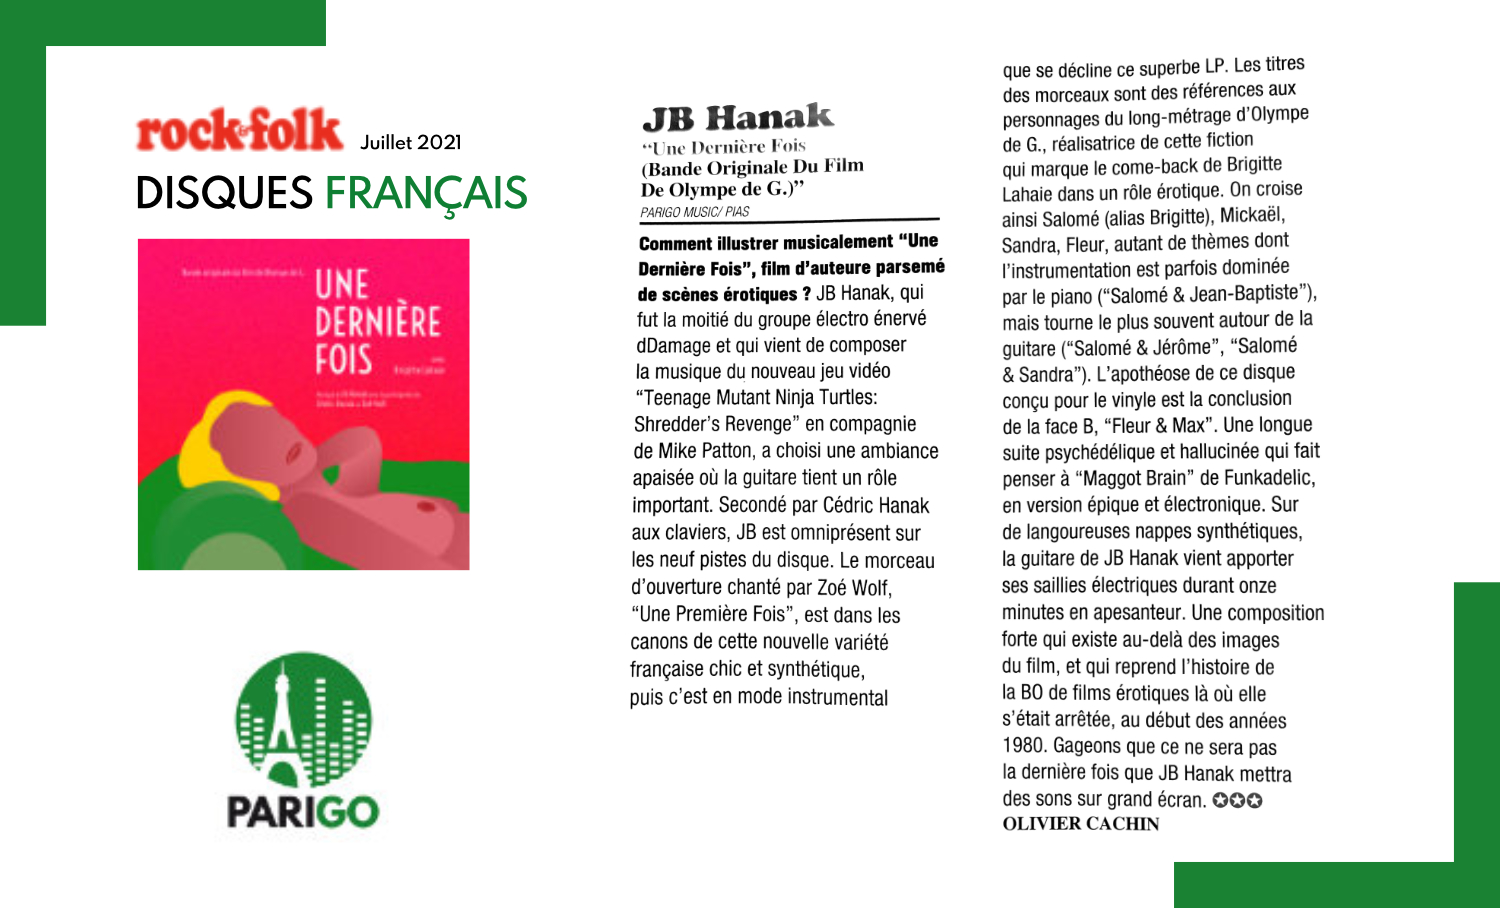 rock&folk Juillet 2021
DISQUES FRANÇAIS
UNE
DERNIÈRE
FOIS
PARIGO
JB Hanak
“Une Dernière Fois
(Bande Originale Du Film
De Olympe de G.)”
PARIGO MUSIC/ PIAS
Comment illustrer musicalement “Une
Dernière Fois”, film d’auteure parsemé
de scènes érotiques ? JB Hanak, qui
fut la moitié du groupe électro énervé
dDamage et qui vient de composer
la musique du nouveau jeu vidéo
“Teenage Mutant Ninja Turtles:
Shredder’s Revenge” en compagnie
de Mike Patton, a choisi une ambiance
apaisée où la guitare tient un rôle
important. Secondé par Cédric Hanak
aux claviers, JB est omniprésent sur
les neuf pistes du disque. Le morceau
d’ouverture chanté par Zoé Wolf,
“Une Première Fois”, est dans les
canons de cette nouvelle variété
française chic et synthétique,
puis c’est en mode instrumental
que se décline ce superbe LP. Les titres
des morceaux sont des références aux
personnages du long-métrage d’Olympe
de G., réalisatrice de cette fiction
qui marque le come-back de Brigitte
Lahaie dans un rôle érotique. On croise
ainsi Salomé (alias Brigitte), Mickaël,
Sandra, Fleur, autant de thèmes dont
l’instrumentation est parfois dominée
par le piano (“Salomé & Jean-Baptiste”),
mais tourne le plus souvent autour de la
guitare (“Salomé & Jérôme”, “Salomé
& Sandra”). L’apothéose de ce disque
conçu pour le vinyle est la conclusion
de la face B, “Fleur & Max”. Une longue
suite psychédélique et hallucinée qui fait
penser à “Maggot Brain” de Funkadelic,
en version épique et électronique. Sur
de langoureuses nappes synthétiques,
la guitare de JB Hanak vient apporter
ses saillies électriques durant onze
minutes en apesanteur. Une composition
forte qui existe au-delà des images
du film, et qui reprend l’histoire de
la BO de films érotiques là où elle
s’était arrêtée, au début des années
1980. Gageons que ce ne sera pas
la dernière fois que JB Hanak mettra
des sons sur grand écran. ✪✪✪
OLIVIER CACHIN